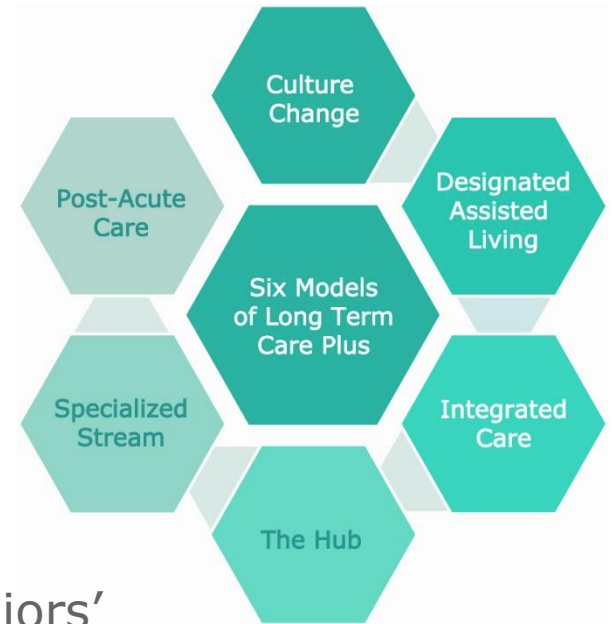 Culture
Change
Designated
Assisted
Living
Integrated
Care
The Hub
Specialized
Stream
Post-Acute
Care
Six Models
of Long Term
Care Plus